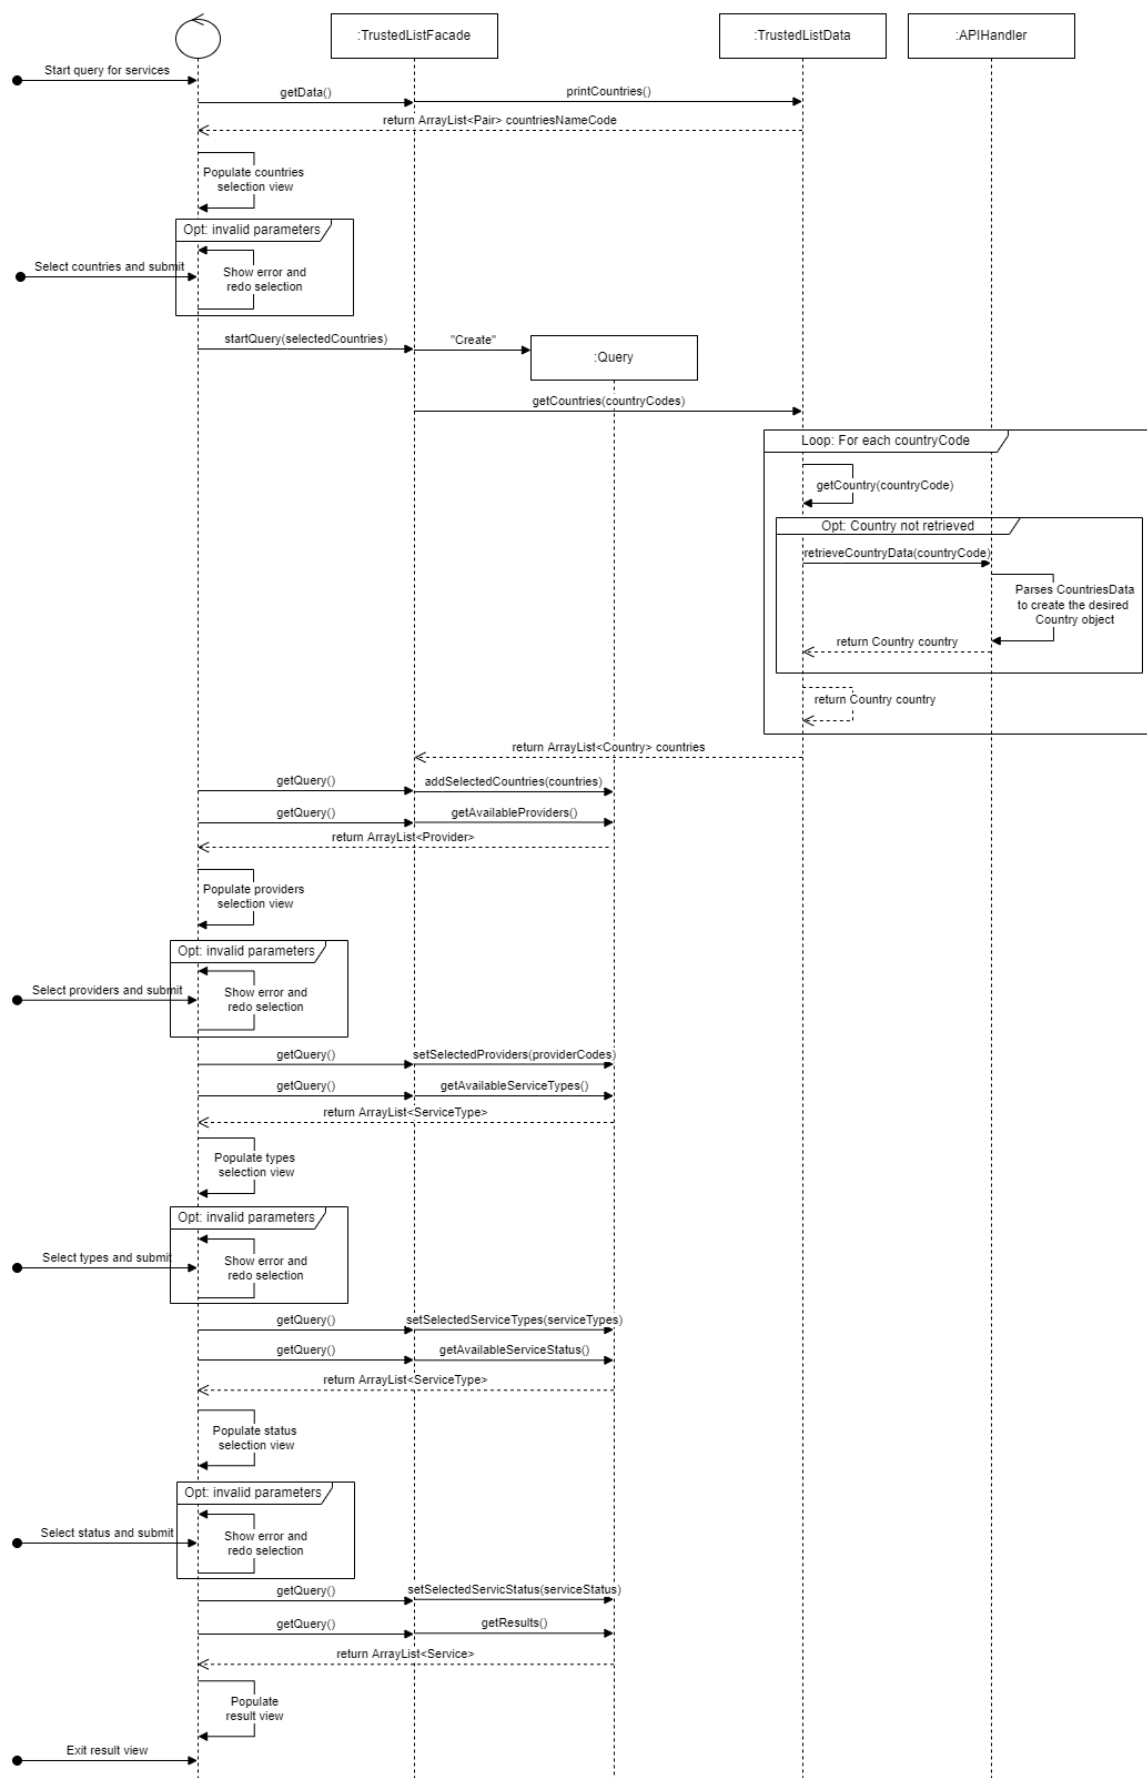 :TrustedListFacade
:TrustedListData
:APIHandler
Start query for services
getData()
printCountries()
return ArrayList<Pair> countriesNameCode
Populate countries
selection view
Opt: invalid parameters
Select countries and submit
Show error and
redo selection
startQuery(selectedCountries)
"Create"
:Query
getCountries(countryCodes)
Loop: For each countryCode
getCountry(countryCode)
Opt: Country not retrieved
retrieveCountryData(countryCode)
Parses CountriesData
to create the desired
Country object
return Country country
return Country country
return ArrayList<Country> countries
getQuery()
addSelectedCountries(countries)
getQuery()
getAvailableProviders()
return ArrayList<Provider>
Populate providers
selection view
Opt: invalid parameters
Select providers and submit
Show error and
redo selection
getQuery()
setSelectedProviders(providerCodes)
getQuery()
getAvailableServiceTypes()
return ArrayList<ServiceType>
Populate types
selection view
Opt: invalid parameters
Select types and submit
Show error and
redo selection
getQuery()
setSelectedServiceTypes(serviceTypes)
getQuery()
getAvailableServiceStatus()
return ArrayList<ServiceType>
Populate status
selection view
Opt: invalid parameters
Select status and submit
Show error and
redo selection
getQuery()
setSelectedServicStatus(serviceStatus)
getQuery()
getResults()
return ArrayList<Service>
Populate
result view
Exit result view